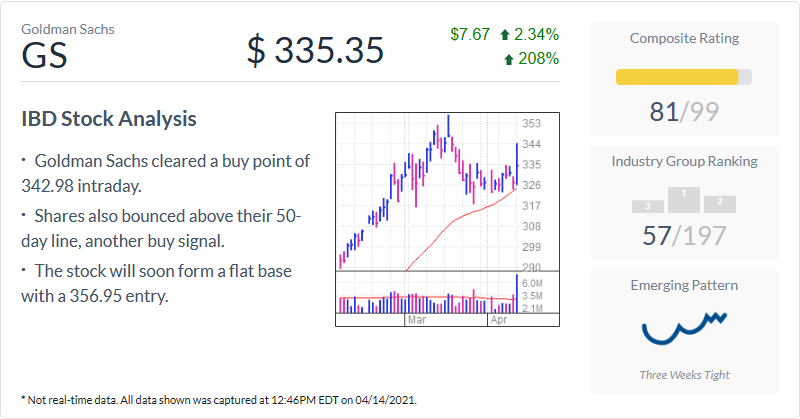 Goldman Sachs
GS
$ 335.35
$7.67 2.34%
208%
IBD Stock Analysis
· Goldman Sachs cleared a buy point of
342.98 intraday.
· Shares also bounced above their 50-
day line, another buy signal.
· The stock will soon form a flat base
with a 356.95 entry.
353
344
335
326
317
308
299
290
6.0M
3.5M
2.1M
Mar Apr
Composite Rating
81/99
Industry Group Ranking
3 1 2
57/197
Emerging Pattern
Three Weeks Tight
* Not real-time data. All data shown was captured at 12:46PM EDT on 04/14/2021.